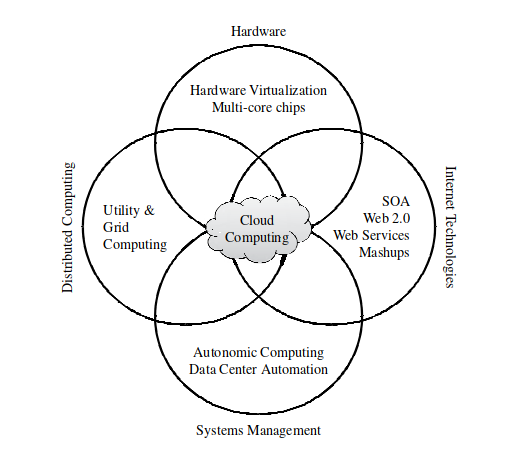 Hardware
Hardware Virtualization
Multi-core chips
Distributed Computing
Utility &
Grid
Computing
Cloud
Computing
SOA
Web 2.0
Web Services
Mashups
Internet Technologies
Autonomic Computing
Data Center Automation
Systems Management